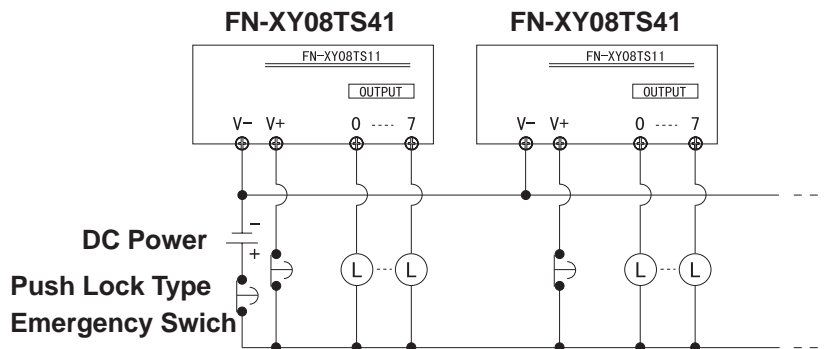 FN-XY08TS41 FN-XY08TS41
FN-XY08TS11 FN-XY08TS11
OUTPUT OUTPUT
V- V+ 0 ---- 7 V- V+ 0 ---- 7
-
DC Power
+
L L L L
Push Lock Type
Emergency Swich